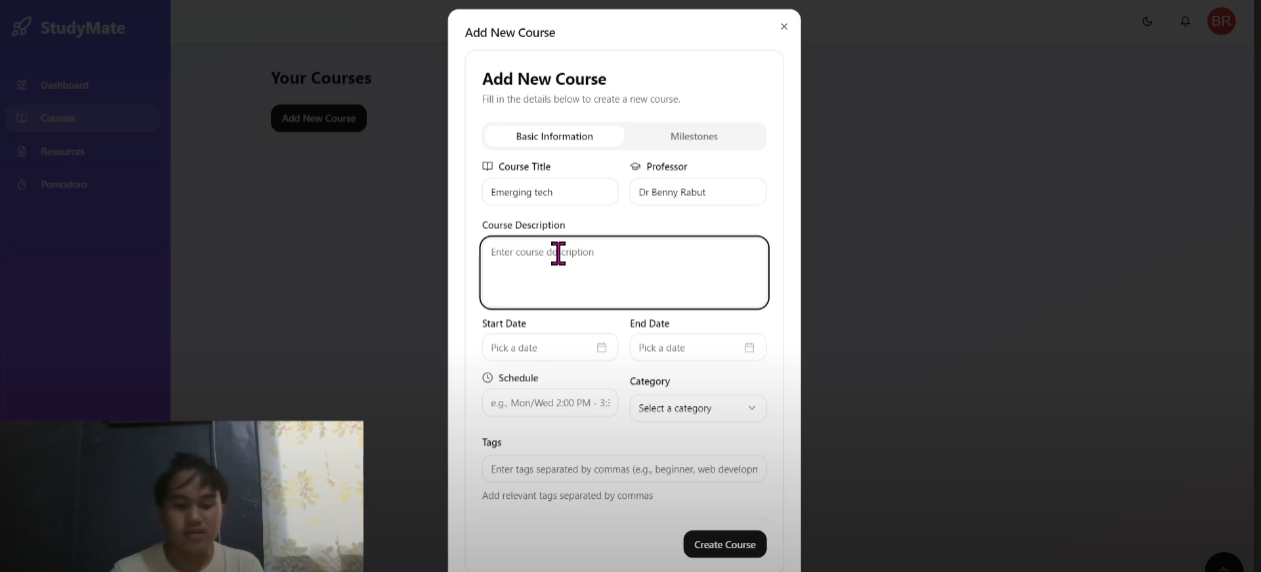 StudyMate
BR
Dashboard
Courses
Resources
Pomodoro
Your Courses
Add New Course
Add New Course
Add New Course
Fill in the details below to create a new course.
Basic Information
Milestones
Course Title
Professor
Emerging tech
Dr Benny Rabut
Course Description
Enter course description
Start Date
End Date
Pick a date
Pick a date
Schedule
Category
e.g., Mon/Wed 2:00 PM - 3:
Select a category
Tags
Enter tags separated by commas (e.g., beginner, web develop
Add relevant tags separated by commas
Create Course